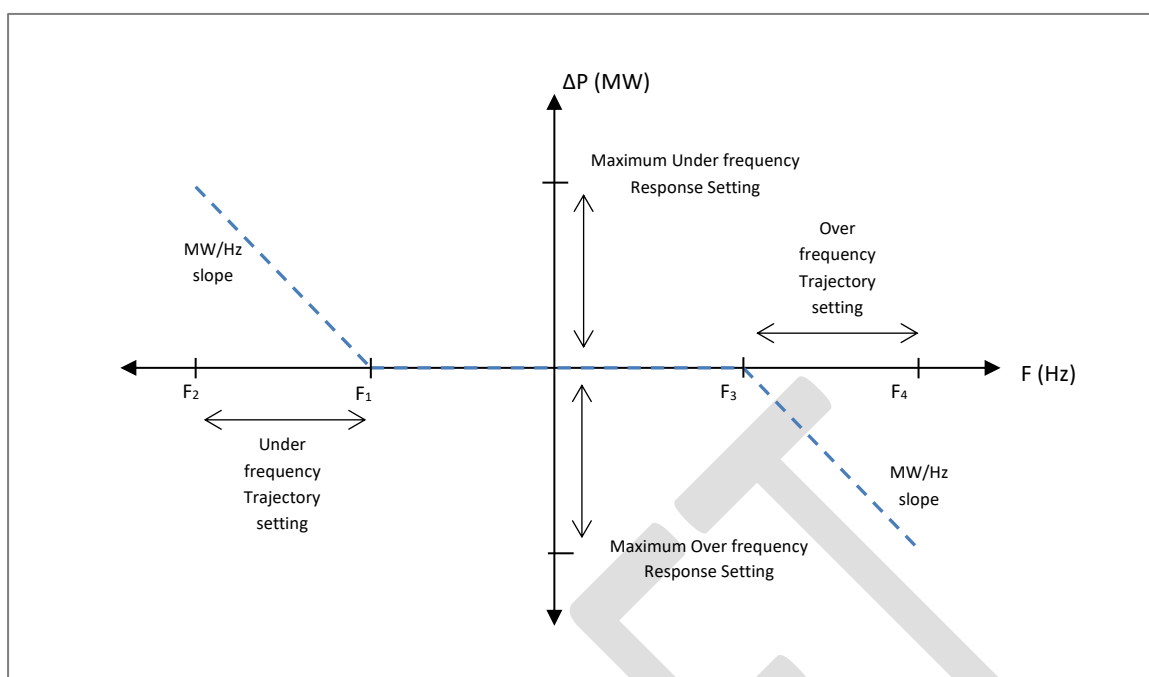 ΔP (MW)
Maximum Under frequency
Response Setting
Over
frequency
Trajectory
setting
MW/Hz
slope
F₂
F₁
F₃
F₄
F (Hz)
Under
frequency
Trajectory
setting
MW/Hz
slope
Maximum Over frequency
Response Setting